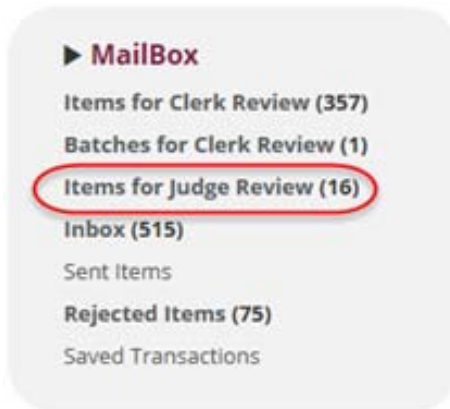 MailBox
Items for Clerk Review (357)
Batches for Clerk Review (1)
Items for Judge Review (16)
Inbox (515)
Sent Items
Rejected Items (75)
Saved Transactions